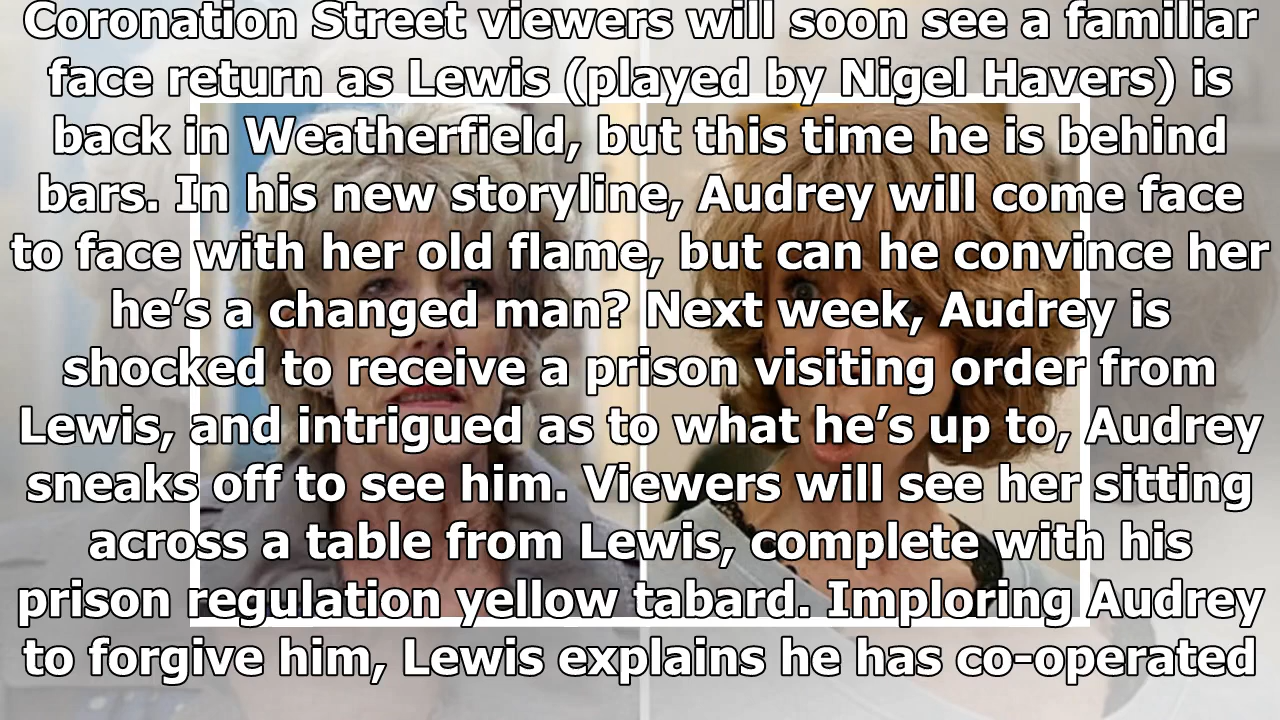 Coronation Street viewers will soon see a familiar
face return as Lewis (played by Nigel Havers) is
back in Weatherfield, but this time he is behind
bars. In his new storyline, Audrey will come face
to face with her old flame, but can he convince her
he’s a changed man? Next week, Audrey is
shocked to receive a prison visiting order from
Lewis, and intrigued as to what he’s up to, Audrey
sneaks off to see him. Viewers will see her sitting
across a table from Lewis, complete with his
prison regulation yellow tabard. Imploring Audrey
to forgive him, Lewis explains he has co-operated